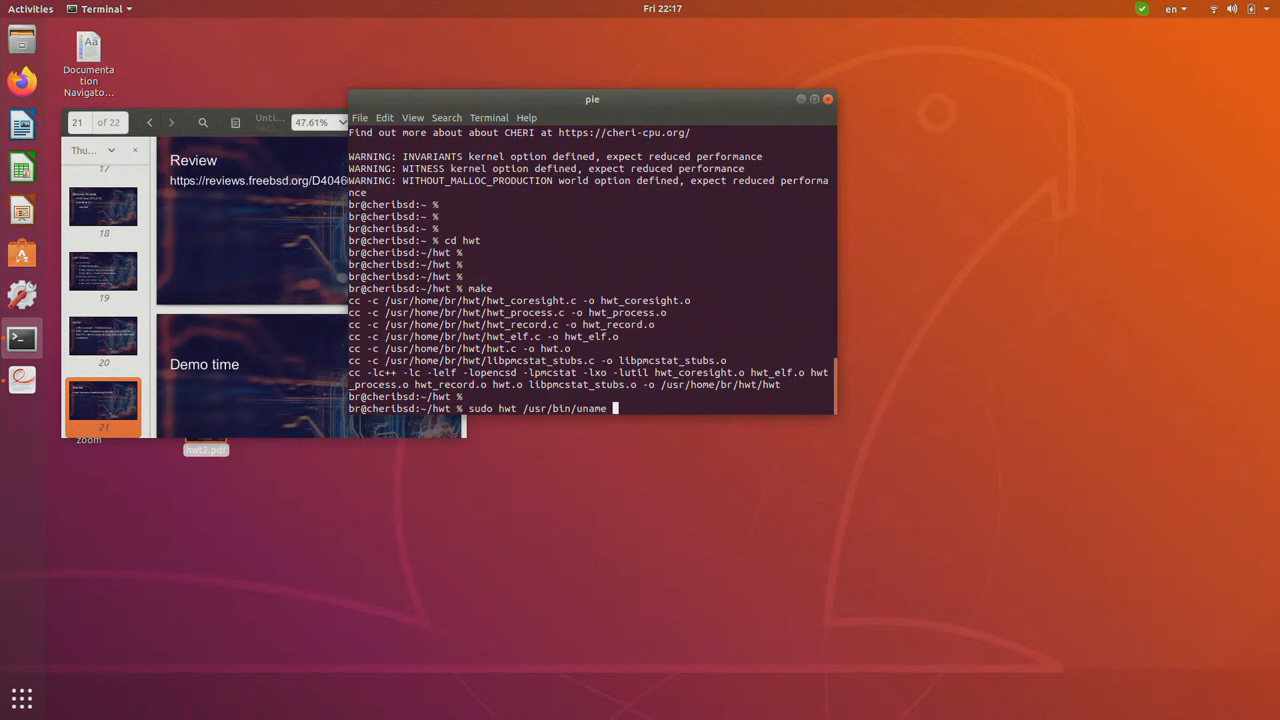 Activities
Terminal
Fri 22:17
en
Documenta
tion
Navigato...
pie
21
of 22
Unti...
47.61%
File
Edit
View
Search
Terminal
Help
Thu...
17
18
19
20
21
Review
https://reviews.freebsd.org/D4046
Demo time
Find out more about about CHERI at https://cheri-cpu.org/
WARNING: INVARIANTS kernel option defined, expect reduced performance
WARNING: WITNESS kernel option defined, expect reduced performance
WARNING: WITHOUT_MALLOC_PRODUCTION world option defined, expect reduced performa
nce
br@cheribsd:~ %
br@cheribsd:~ %
br@cheribsd:~ %
br@cheribsd:~ % cd hwt
br@cheribsd:~/hwt %
br@cheribsd:~/hwt %
br@cheribsd:~/hwt %
br@cheribsd:~/hwt % make
cc -c /usr/home/br/hwt/hwt_coresight.c -o hwt_coresight.o
cc -c /usr/home/br/hwt/hwt_process.c -o hwt_process.o
cc -c /usr/home/br/hwt/hwt_record.c -o hwt_record.o
cc -c /usr/home/br/hwt/hwt_elf.c -o hwt_elf.o
cc -c /usr/home/br/hwt/hwt.c -o hwt.o
cc -c /usr/home/br/hwt/libpmcstat_stubs.c -o libpmcstat_stubs.o
cc -lc++ -lc -lelf -lopencsd -lpmcstat -lxo -lutil hwt_coresight.o hwt_elf.o hwt
_process.o hwt_record.o hwt.o libpmcstat_stubs.o -o /usr/home/br/hwt/hwt
br@cheribsd:~/hwt %
br@cheribsd:~/hwt % sudo hwt /usr/bin/uname
zoom
hwt2.pdf